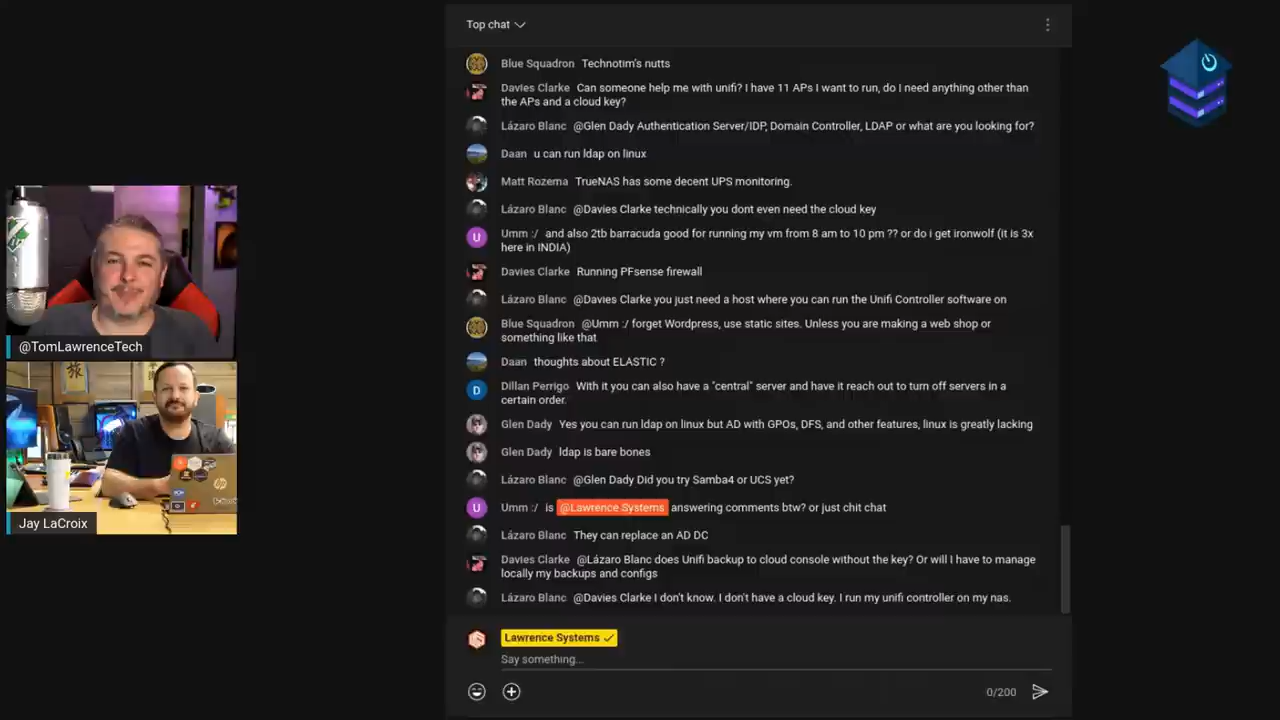 Top chat
Blue Squadron Technotim's nutts
Davies Clarke Can someone help me with unifi? I have 11 APs I want to run, do I need anything other than
the APs and a cloud key?
Lázaro Blanc @Glen Dady Authentication Server/IDP, Domain Controller, LDAP or what are you looking for?
Daan u can run ldap on linux
Matt Rozema TrueNAS has some decent UPS monitoring.
Lázaro Blanc @Davies Clarke technically you dont even need the cloud key
U Umm :/ and also 2tb barracuda good for running my vm from 8 am to 10 pm ?? or do i get ironwolf (it is 3x
here in INDIA)
Davies Clarke Running PFsense firewall
Lázaro Blanc @Davies Clarke you just need a host where you can run the Unifi Controller software on
Blue Squadron @Umm :/ forget Wordpress, use static sites. Unless you are making a web shop or
something like that
Daan thoughts about ELASTIC ?
D Dillan Perrigo With it you can also have a "central" server and have it reach out to turn off servers in a
certain order.
Glen Dady Yes you can run ldap on linux but AD with GPOs, DFS, and other features, linux is greatly lacking
Glen Dady ldap is bare bones
Lázaro Blanc @Glen Dady Did you try Samba4 or UCS yet?
U Umm :/ is @Lawrence Systems answering comments btw? or just chit chat
Lázaro Blanc They can replace an AD DC
Davies Clarke @Lázaro Blanc does Unifi backup to cloud console without the key? Or will I have to manage
locally my backups and configs
Lázaro Blanc @Davies Clarke I don't know. I don't have a cloud key. I run my unifi controller on my nas.
Lawrence Systems
Say something...
0/200
@TomLawrenceTech
Jay LaCroix
hp